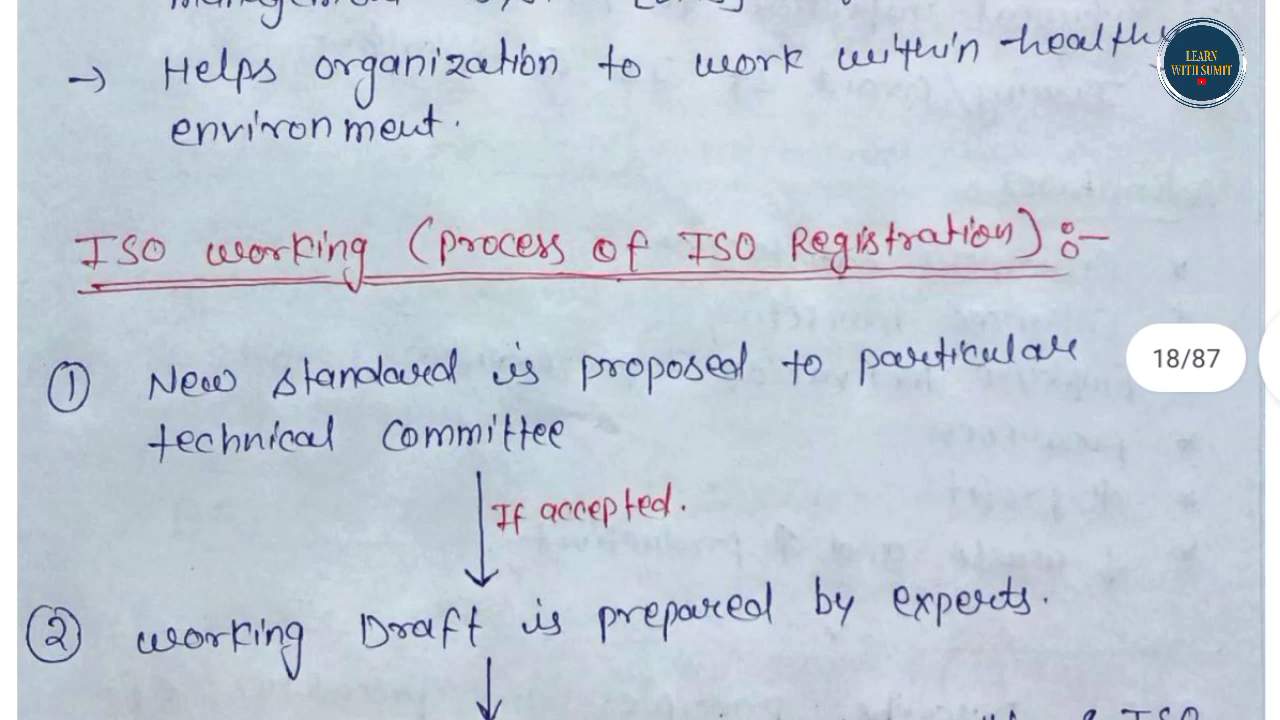 → Helps organization to work within healthy
environment.
LEARN
WITH SUMIT
ISO working (Process of ISO Registration) :-
① New standard is proposed to particular
18/87
technical Committee
If accepted.
② working Draft is prepared by experts.
ISO